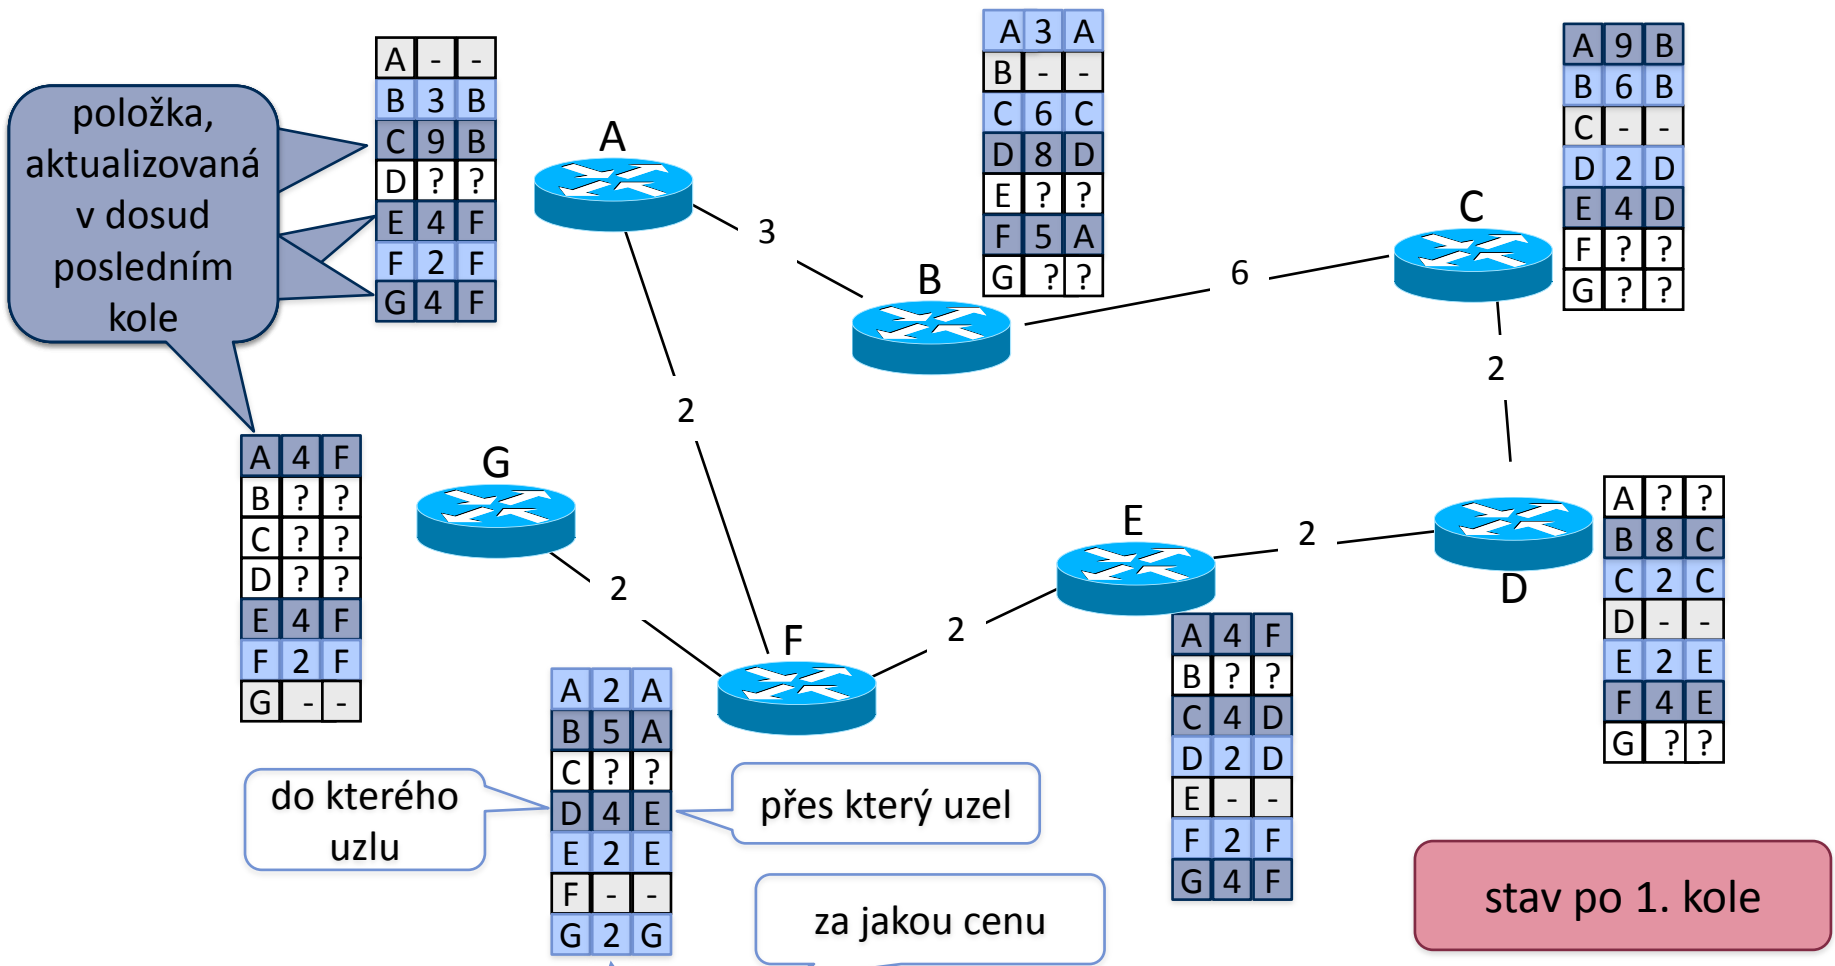 položka,
aktualizovaná
v dosud
posledním
kole
A - -
B 3 B
C 9 B
D ? ?
E 4 F
F 2 F
G 4 F
A
3
A 3 A
B - -
C 6 C
D 8 D
E ? ?
F 5 A
G ? ?
B
6
A 9 B
B 6 B
C - -
D 2 D
E 4 D
F ? ?
G ? ?
C
2
2
A 4 F
B ? ?
C ? ?
D ? ?
E 4 F
F 2 F
G - -
G
2
E
2
D
A ? ?
B 8 C
C 2 C
D - -
E 2 E
F 4 E
G ? ?
2
F
A 2 A
B 5 A
C ? ?
D 4 E
E 2 E
F - -
G 2 G
A 4 F
B ? ?
C 4 D
D 2 D
E - -
F 2 F
G 4 F
do kterého
uzlu
přes který uzel
za jakou cenu
stav po 1. kole